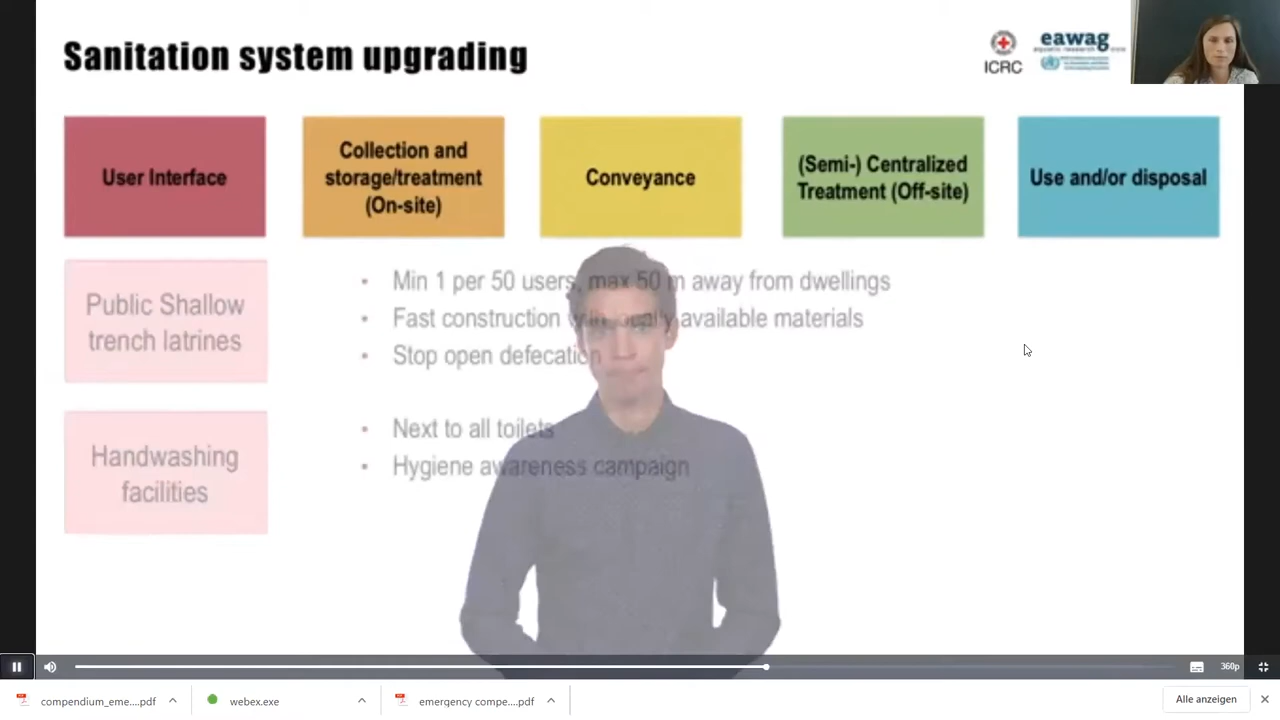 Sanitation system upgrading
ICRC
eawag
User Interface
Collection and
storage/treatment
(On-site)
Conveyance
(Semi-) Centralized
Treatment (Off-site)
Use and/or disposal
Public Shallow
trench latrines
• Min 1 per 50 users, max 50 m away from dwellings
• Fast construction with locally available materials
• Stop open defecation
Handwashing
facilities
• Next to all toilets
• Hygiene awareness campaign
360p
compendium_eme....pdf
webex.exe
emergency compe....pdf
Alle anzeigen